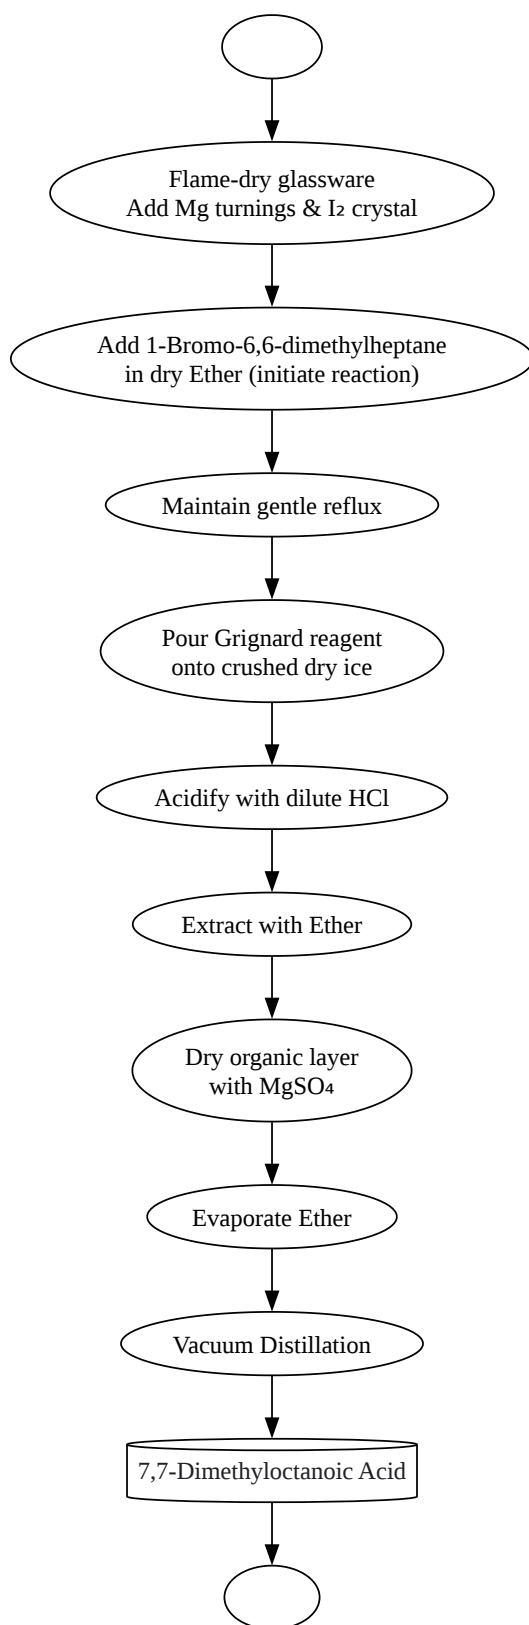 Flame-dry glassware
Add Mg turnings & I₂ crystal
Add 1-Bromo-6,6-dimethylheptane
in dry Ether (initiate reaction)
Maintain gentle reflux
Pour Grignard reagent
onto crushed dry ice
Acidify with dilute HCl
Extract with Ether
Dry organic layer
with MgSO₄
Evaporate Ether
Vacuum Distillation
7,7-Dimethyloctanoic Acid